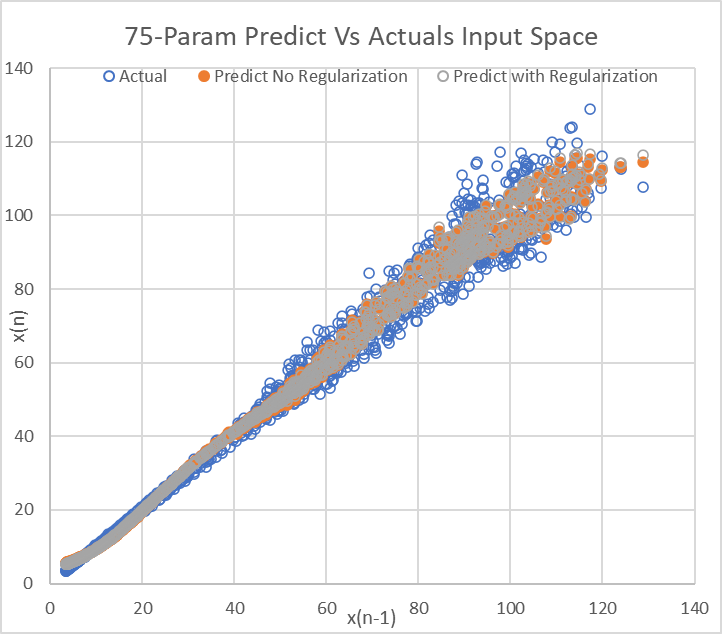 75-Param Predict Vs Actuals Input Space
Actual Predict No Regularization Predict with Regularization
140
120
100
80
60
40
20
0
x(n)
0 20 40 60 80 100 120 140
x(n-1)